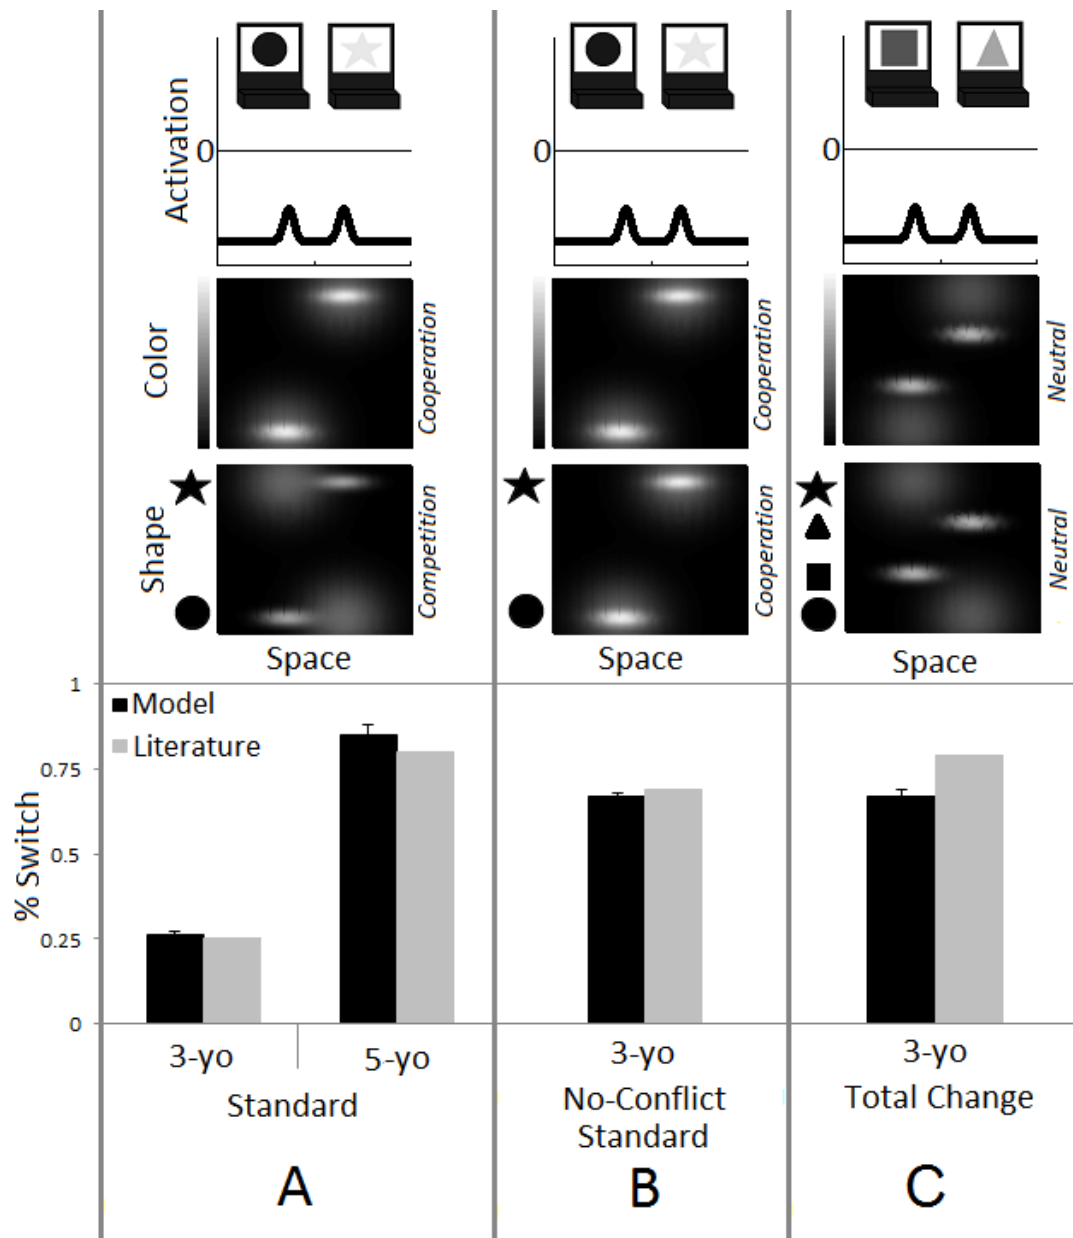 Activation
0
0
0
Color
Cooperation
Cooperation
Neutral
Shape
Competition
Cooperation
Neutral
Space
Space
Space
% Switch
1
0.75
0.5
0.25
0
Model
Literature
3-yo
5-yo
3-yo
3-yo
Standard
No-Conflict
Standard
Total Change
A
B
C